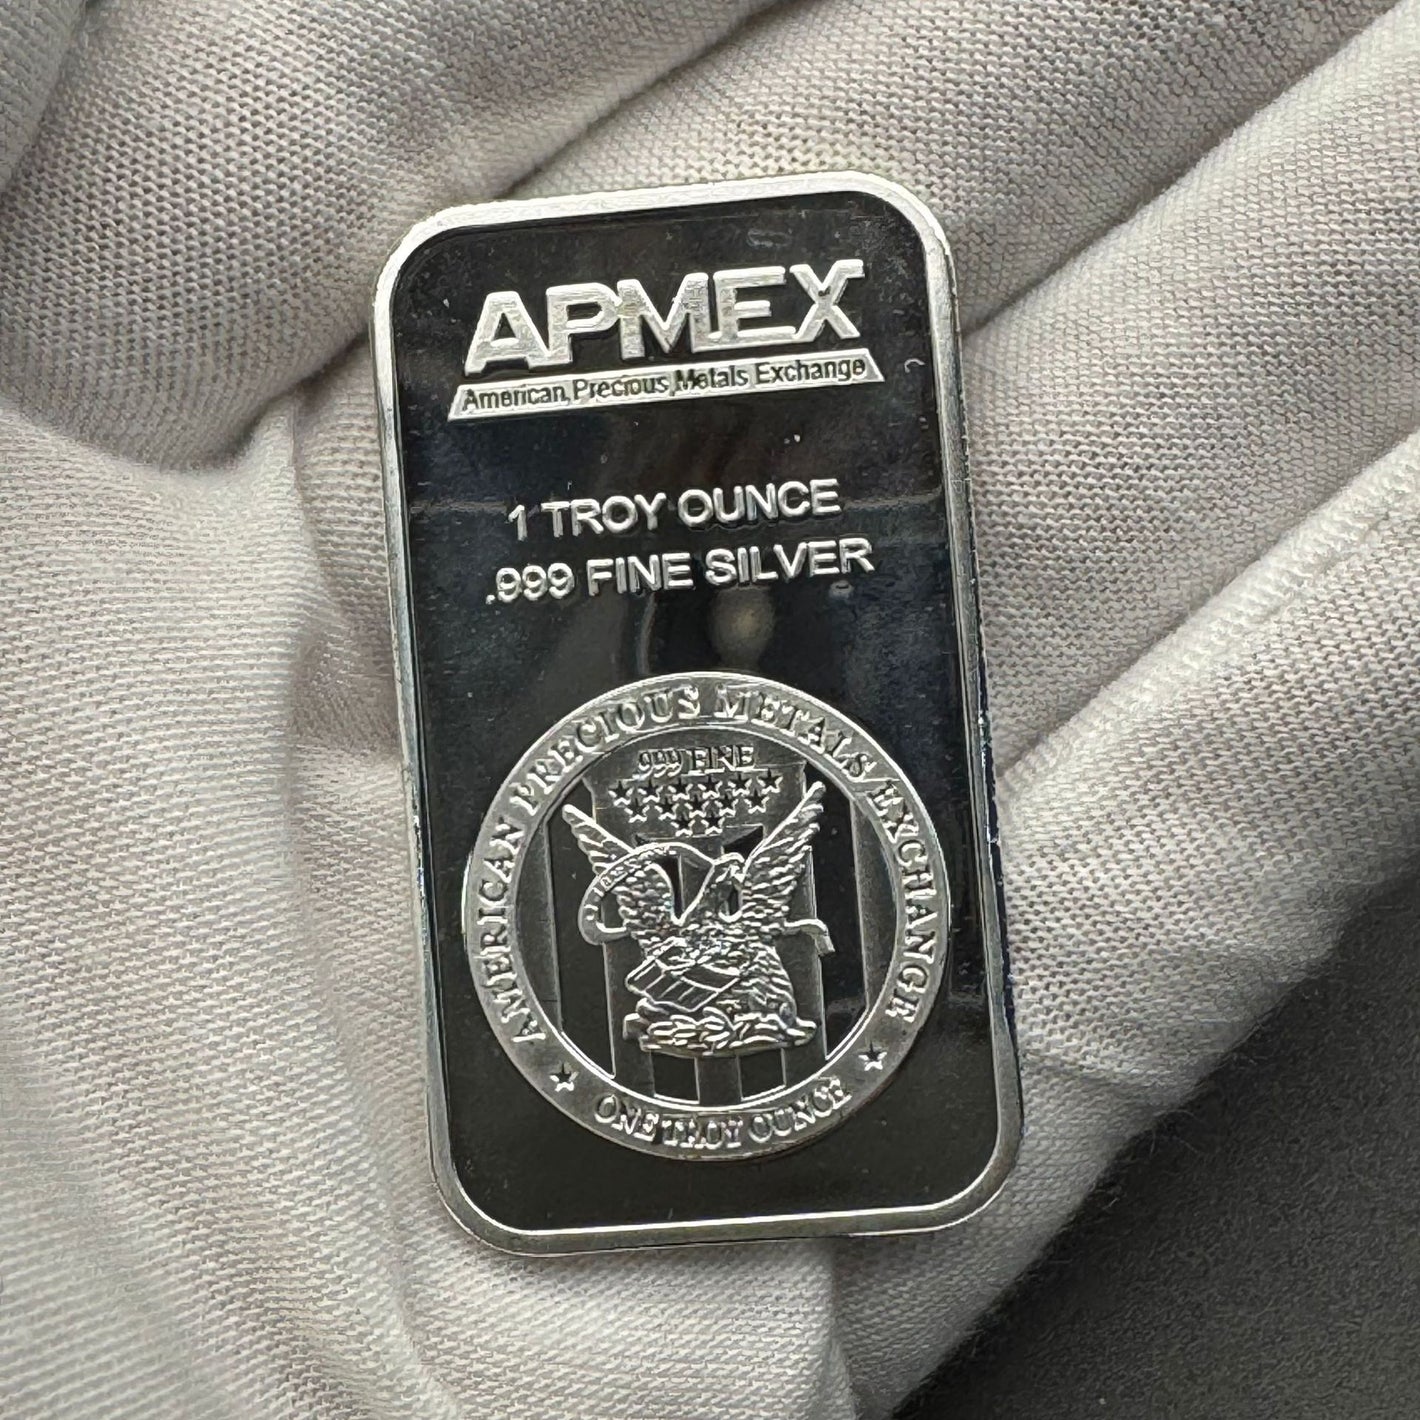 APMEX
American Precious Metals Exchange
1 TROY OUNCE
.999 FINE SILVER
AMERICAN PRECIOUS METALS EXCHANGE
.999 FINE
ONE TROY OUNCE